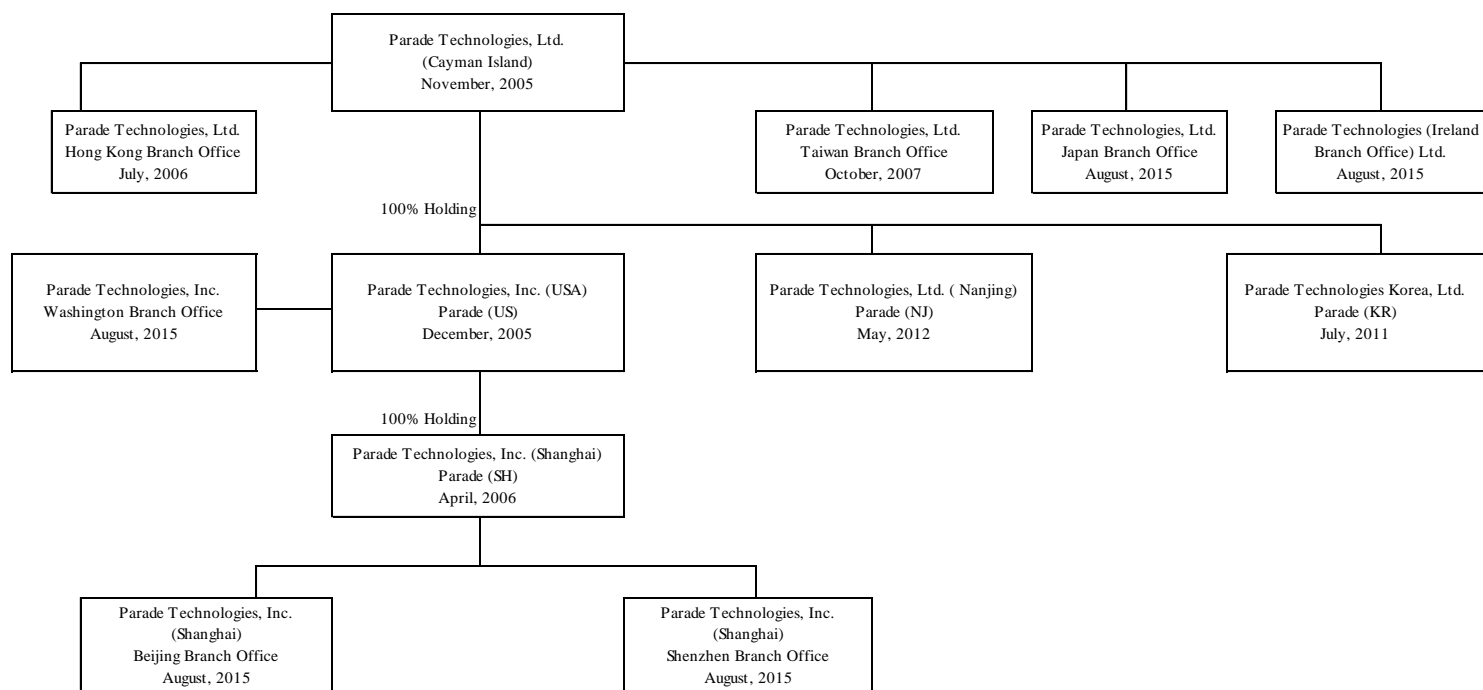 Parade Technologies, Ltd.
(Cayman Island)
November, 2005
Parade Technologies, Ltd.
Hong Kong Branch Office
July, 2006
Parade Technologies, Ltd.
Taiwan Branch Office
October, 2007
Parade Technologies, Ltd.
Japan Branch Office
August, 2015
Parade Technologies (Ireland
Branch Office) Ltd.
August, 2015
100% Holding
Parade Technologies, Inc.
Washington Branch Office
August, 2015
Parade Technologies, Inc. (USA)
Parade (US)
December, 2005
Parade Technologies, Ltd. ( Nanjing)
Parade (NJ)
May, 2012
Parade Technologies Korea, Ltd.
Parade (KR)
July, 2011
100% Holding
Parade Technologies, Inc. (Shanghai)
Parade (SH)
April, 2006
Parade Technologies, Inc.
(Shanghai)
Beijing Branch Office
August, 2015
Parade Technologies, Inc.
(Shanghai)
Shenzhen Branch Office
August, 2015